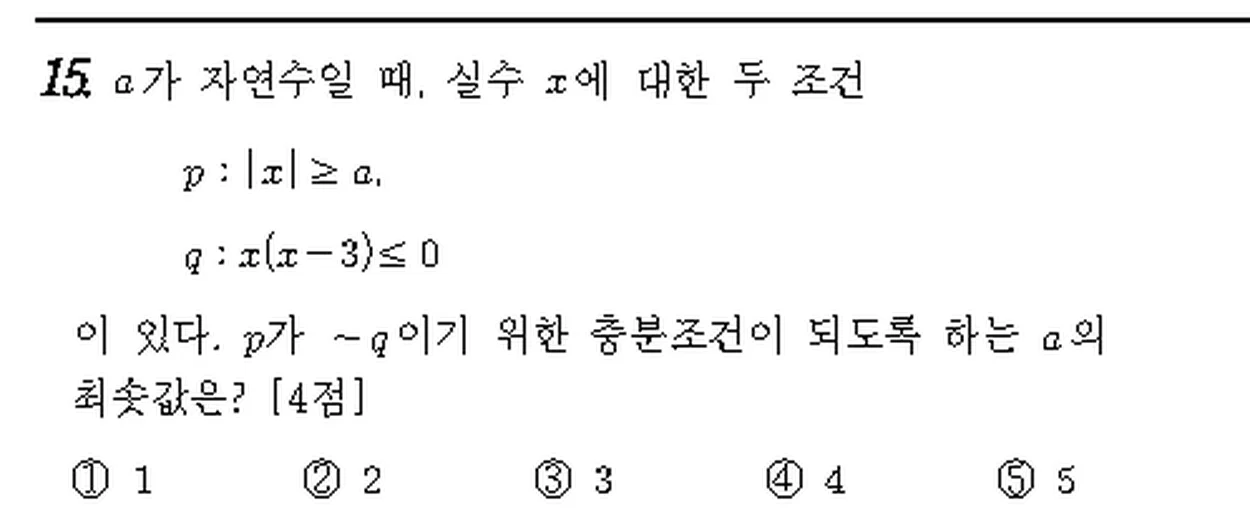 15. a가 자연수일 때, 실수 x에 대한 두 조건
p : |x| ≥ a,
q : x(x-3)≤ 0
이 있다. p가 ~q이기 위한 충분조건이 되도록 하는 a의
최솟값은? [4점]
① 1 ② 2 ③ 3 ④ 4 ⑤ 5